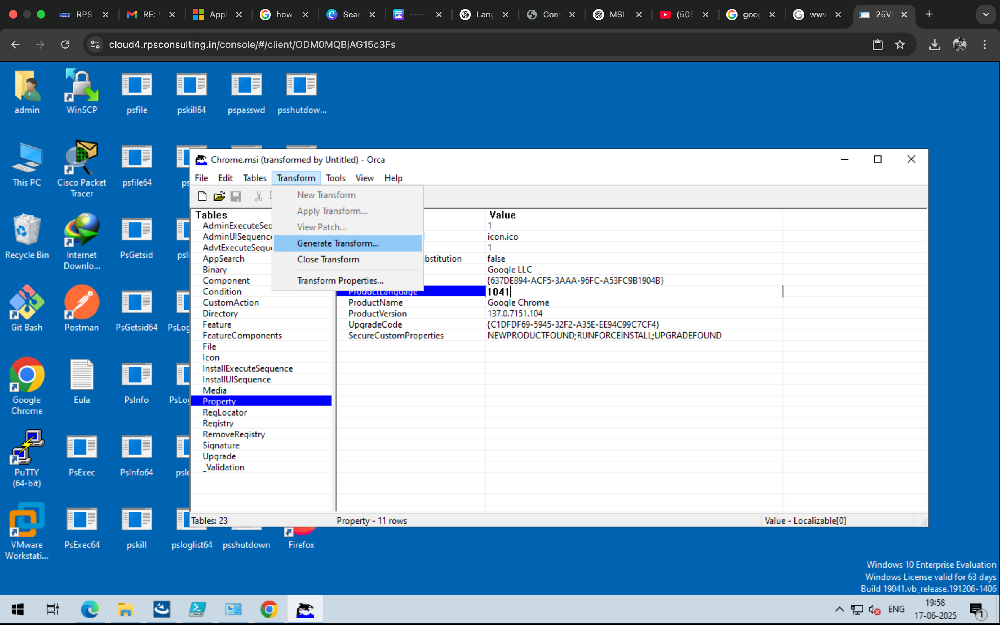 RPS
RE: \
Appl
how
Sear
-----
Lang
Con
MSI
(505
goog
www
25V
cloud4.rpsconsulting.in/console/#/client/ODM0MQBjAG15c3Fs
admin
WinSCP
psfile
pskill64
pspasswd
psshutdow...
This PC
Cisco Packet
Tracer
psfile64
ps
Recycle Bin
Internet
Downlo...
PsGetsid
psli
Git Bash
Postman
PsGetsid64
PsLog
Google
Chrome
Eula
PsInfo
PsLog
PuTTY
(64-bit)
PsExec
PsInfo64
pslo
VMware
Workstati...
PsExec64
pskill
psloglist64
psshutdown
Firefox
Chrome.msi (transformed by Untitled) - Orca
File Edit Tables Transform Tools View Help
New Transform
Apply Transform...
View Patch...
Generate Transform...
Close Transform
Transform Properties...
Tables
AdminExecuteSeq
AdminUISequence
AdvtExecuteSeque
AppSearch
Binary
Component
Condition
CustomAction
Directory
Feature
FeatureComponents
File
Icon
InstallExecuteSequence
InstallUISequence
Media
Property
RegLocator
Registry
RemoveRegistry
Signature
Upgrade
_Validation
Value
1
icon.ico
1
bstitution false
Google LLC
{637DE894-ACF5-3AAA-96FC-A53FC9B1904B}
ProductLanguage 1041
ProductName Google Chrome
ProductVersion 137.0.7151.104
UpgradeCode {C1DFDF69-5945-32F2-A35E-EE94C99C7CF4}
SecureCustomProperties NEWPRODUCTFOUND;RUNFORCEINSTALL;UPGRADEFOUND
Tables: 23
Property - 11 rows
Value - Localizable[0]
Windows 10 Enterprise Evaluation
Windows License valid for 63 days
Build 19041.vb_release.191206-1406
ENG
19:58
17-06-2025
1